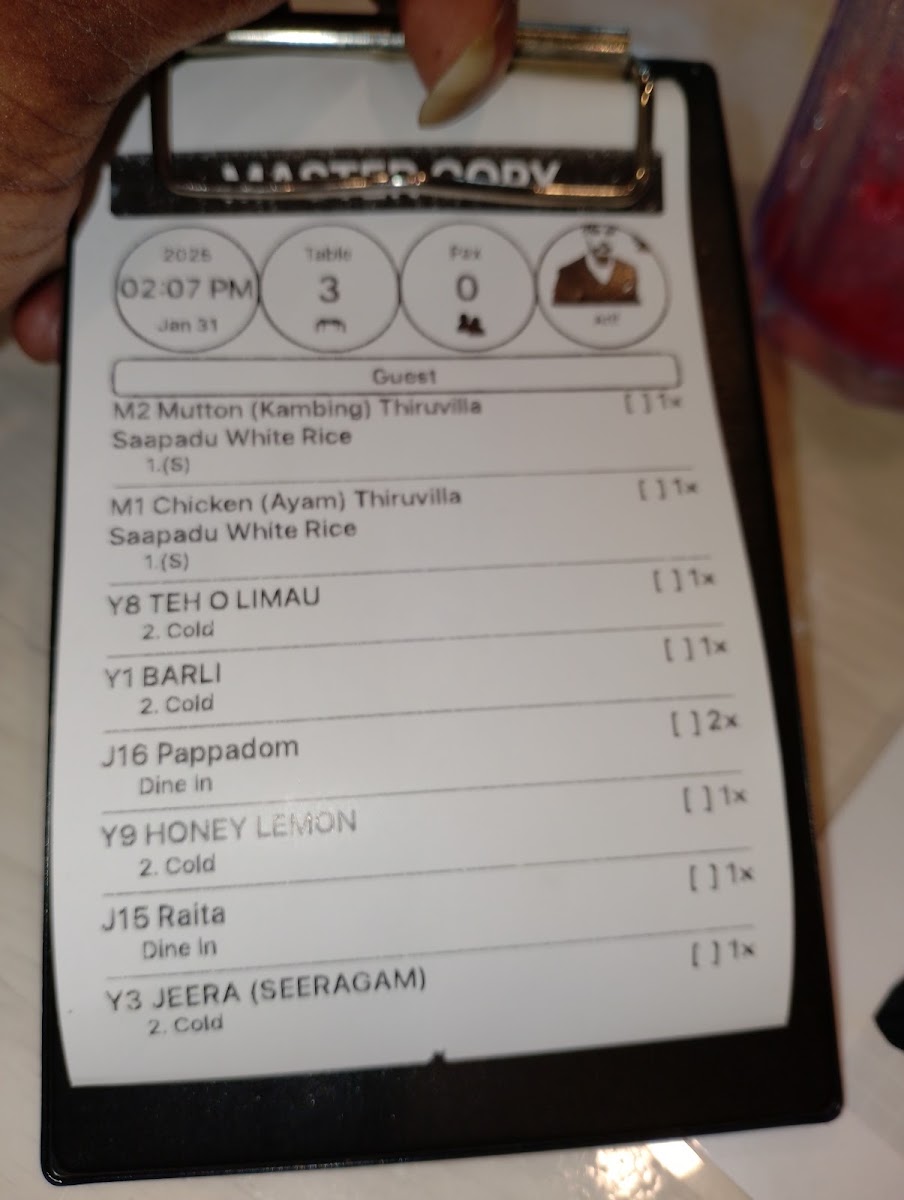 MASTER COPY
2026
02:07 PM
Jan 31
Table
3
Pax
0
Guest
M2 Mutton (Kambing) Thiruvilla [ ] 1x
Saapadu White Rice
1.(S)
M1 Chicken (Ayam) Thiruvilla [ ] 1x
Saapadu White Rice
1.(S)
Y8 TEH O LIMAU [ ] 1x
2. Cold
Y1 BARLI [ ] 1x
2. Cold
J16 Pappadom [ ] 2x
Dine in
Y9 HONEY LEMON [ ] 1x
2. Cold
J15 Raita [ ] 1x
Dine in
Y3 JEERA (SEERAGAM) [ ] 1x
2. Cold